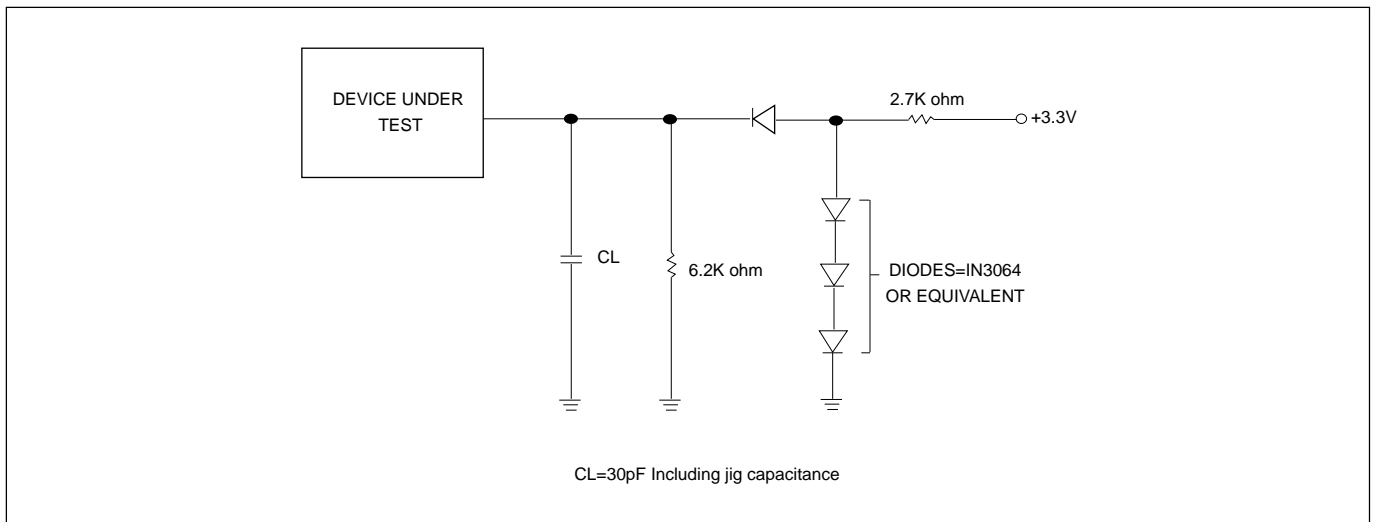 DEVICE UNDER
TEST
2.7K ohm
+3.3V
CL
6.2K ohm
DIODES=IN3064
OR EQUIVALENT
CL=30pF Including jig capacitance